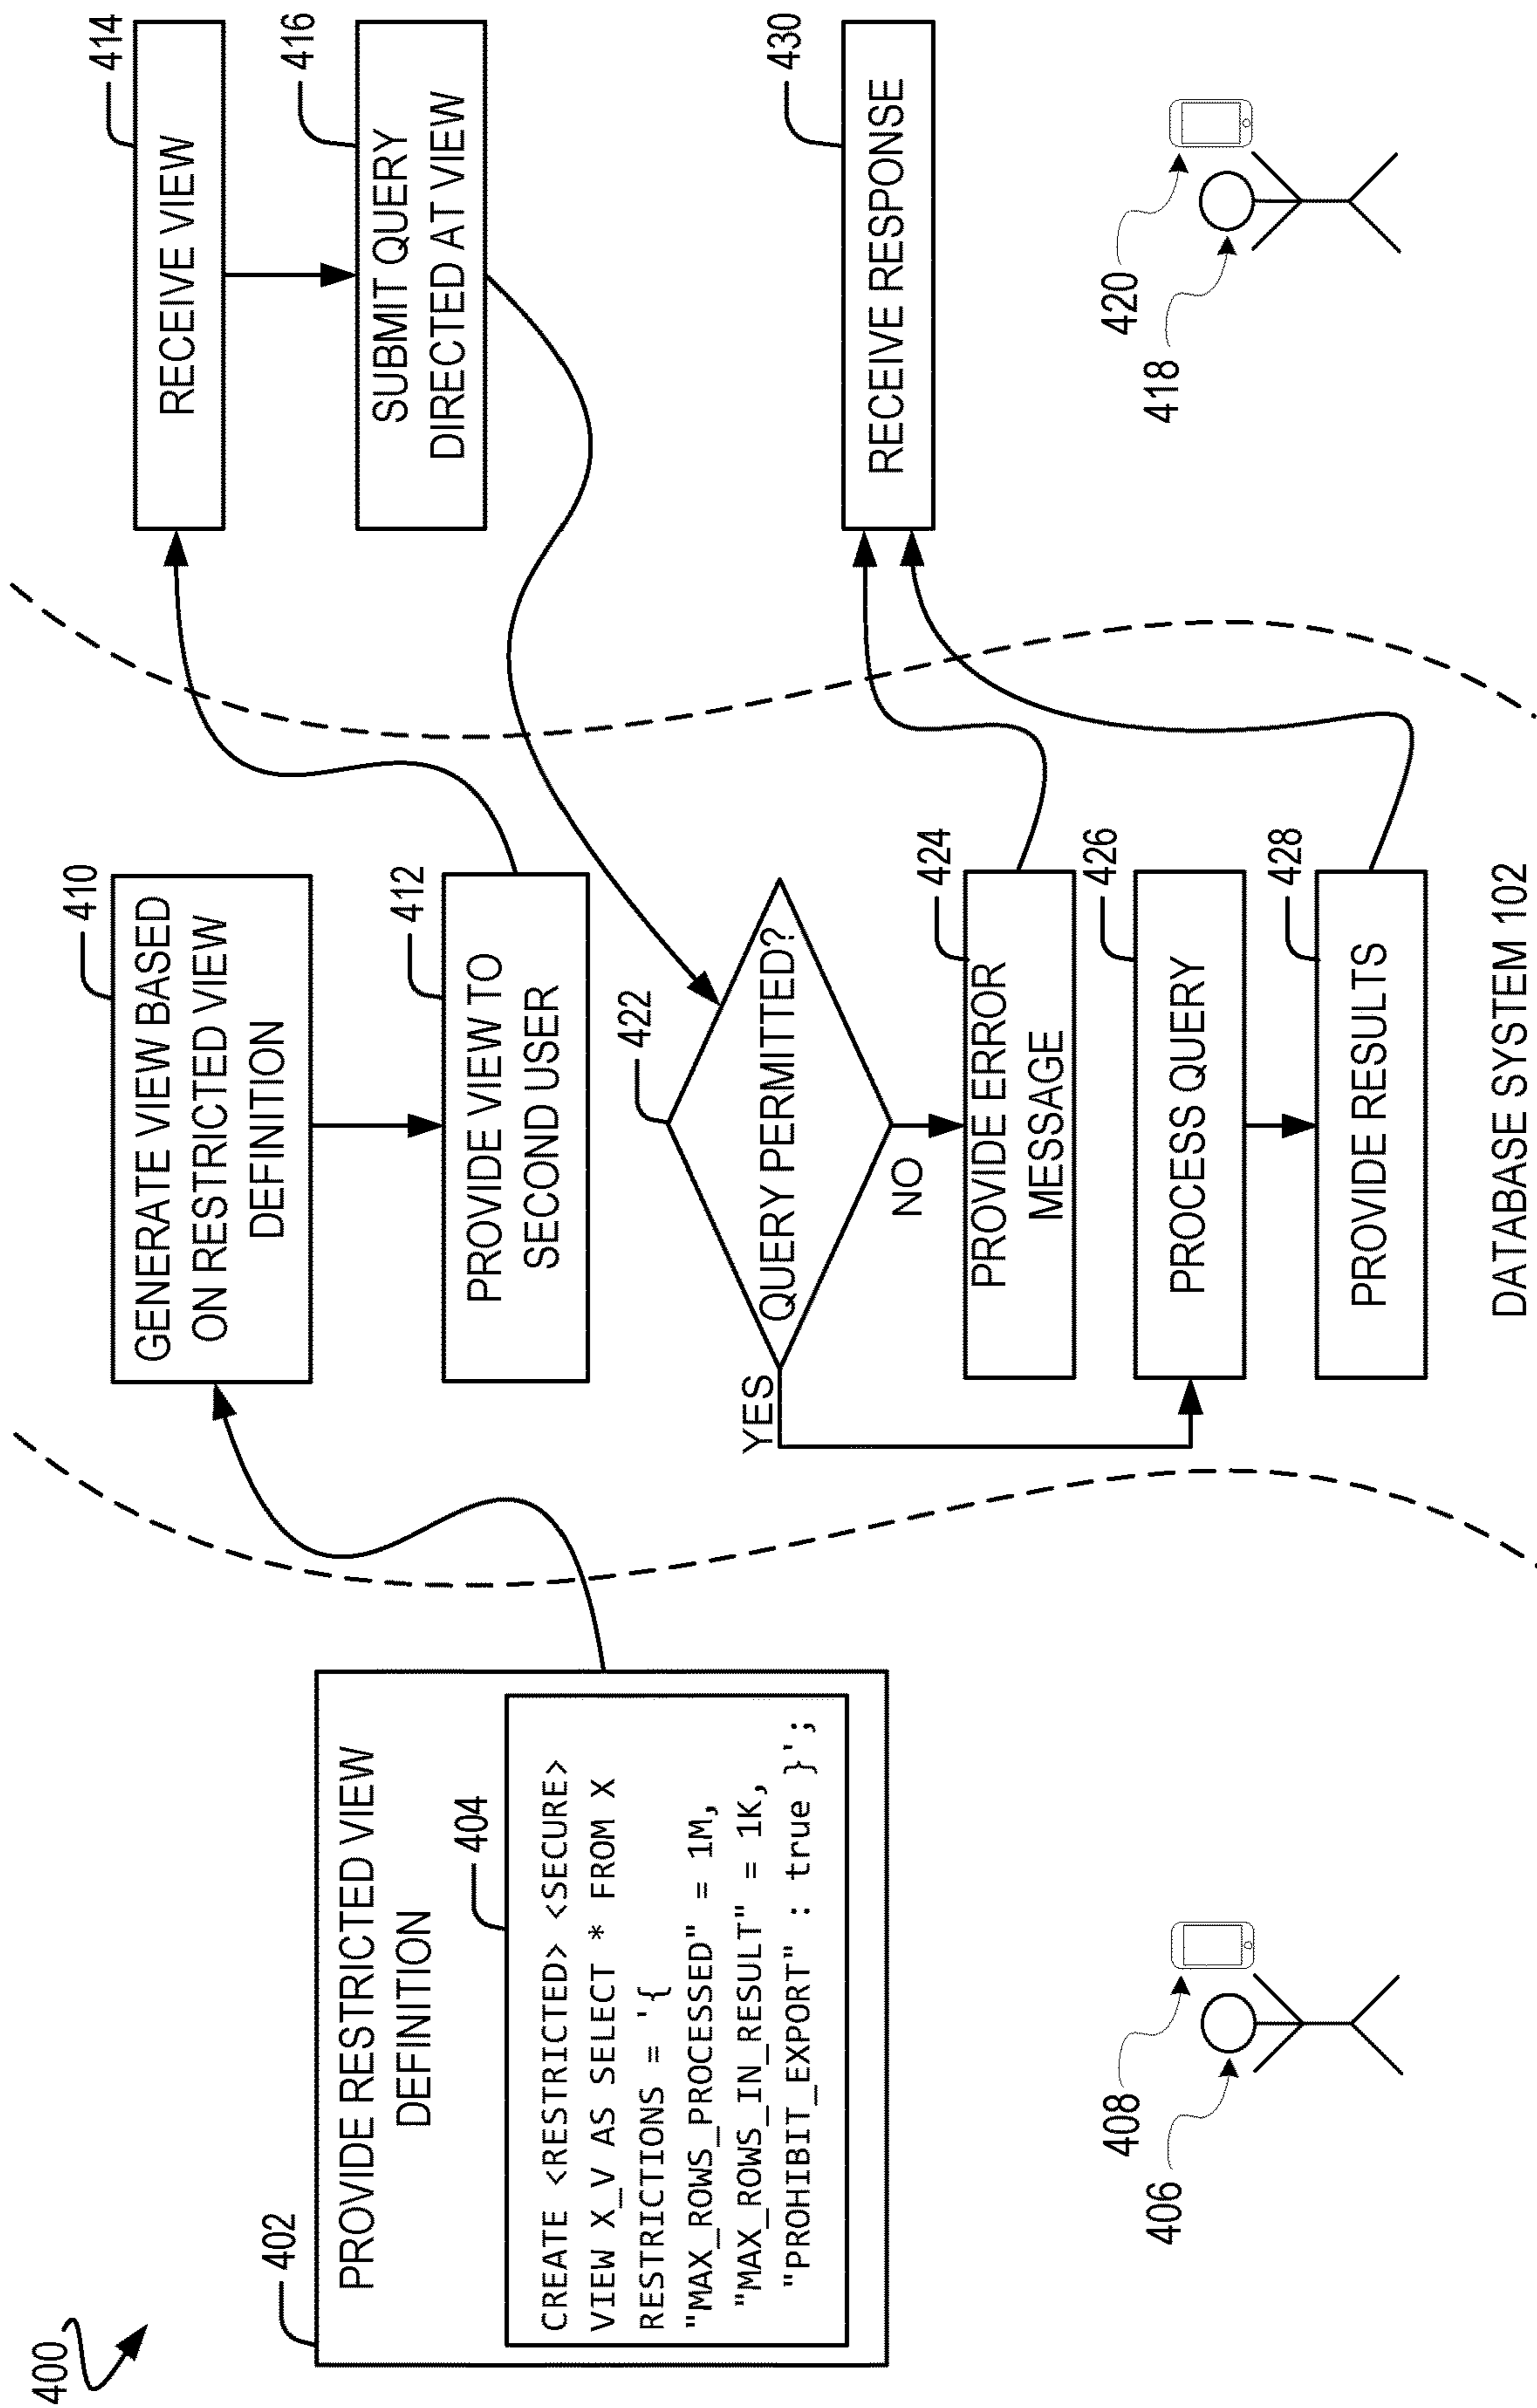 400
402
PROVIDE RESTRICTED VIEW
DEFINITION
404
CREATE <RESTRICTED> <SECURE>
VIEW X_V AS SELECT * FROM X
RESTRICTIONS = '{
"MAX_ROWS_PROCESSED" = 1M,
"MAX_ROWS_IN_RESULT" = 1K,
"PROHIBIT_EXPORT" : true }';
408
406
410
GENERATE VIEW BASED
ON RESTRICTED VIEW
DEFINITION
412
PROVIDE VIEW TO
SECOND USER
422
QUERY PERMITTED?
YES
NO
424
PROVIDE ERROR
MESSAGE
426
PROCESS QUERY
428
PROVIDE RESULTS
DATABASE SYSTEM 102
414
RECEIVE VIEW
416
SUBMIT QUERY
DIRECTED AT VIEW
430
RECEIVE RESPONSE
420
418